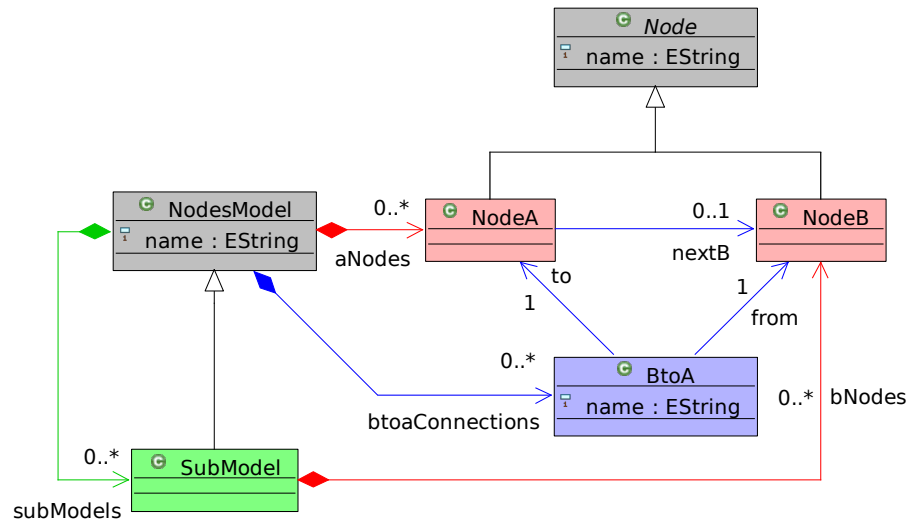 C Node
name : EString
C NodesModel
name : EString
0..*
aNodes
C NodeA
0..1
nextB
C NodeB
to
1
1
from
0..*
btoaConnections
C BtoA
name : EString
0..*
bNodes
0..*
subModels
C SubModel